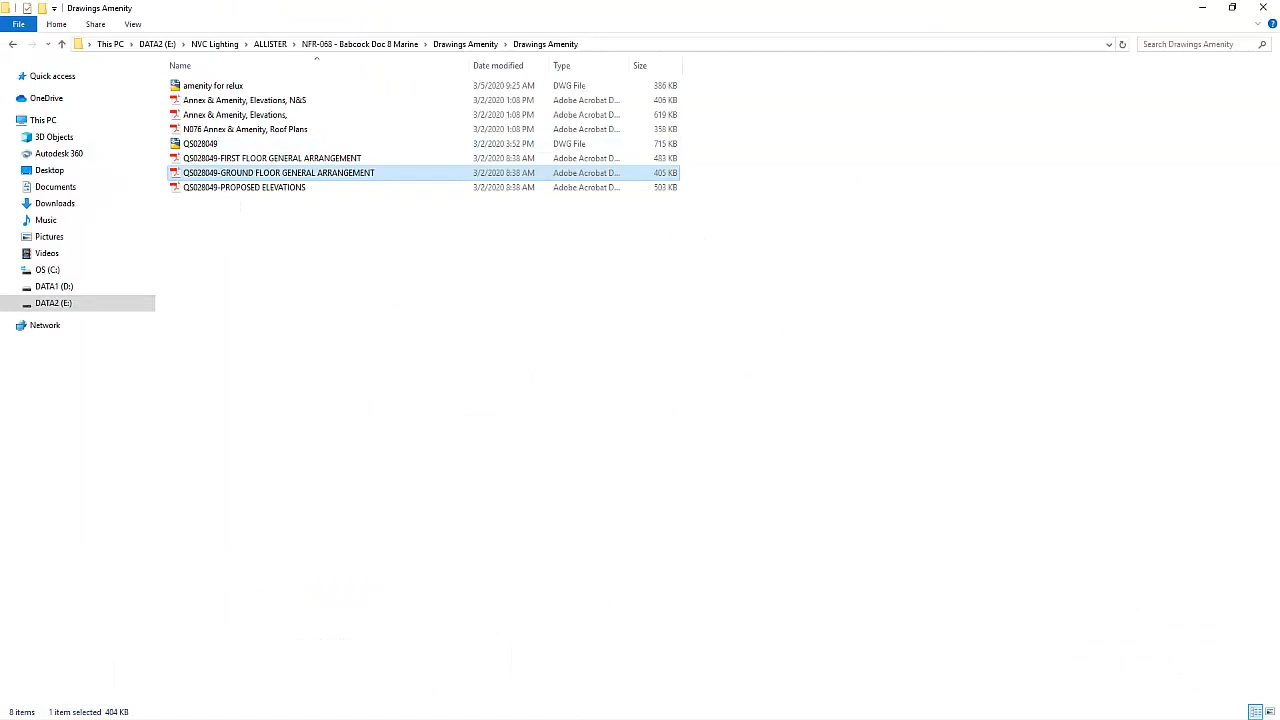 Drawings Amenity
File Home Share View
This PC DATA2 (E:) NVC Lighting ALLISTER NFR-068 - Babcock Doc 8 Marine Drawings Amenity Drawings Amenity Search Drawings Amenity
Name Date modified Type Size
Quick access
OneDrive
This PC
3D Objects
Autodesk 360
Desktop
Documents
Downloads
Music
Pictures
Videos
OS (C:)
DATA1 (D:)
DATA2 (E:)
Network
amenity for relux 3/5/2020 9:25 AM DWG File 386 KB
Annex & Amenity, Elevations, N&S 3/2/2020 1:08 PM Adobe Acrobat D... 406 KB
Annex & Amenity, Elevations, 3/2/2020 1:08 PM Adobe Acrobat D... 619 KB
N076 Annex & Amenity, Roof Plans 3/2/2020 1:08 PM Adobe Acrobat D... 358 KB
QS028049 3/2/2020 3:52 PM DWG File 715 KB
QS028049-FIRST FLOOR GENERAL ARRANGEMENT 3/2/2020 8:38 AM Adobe Acrobat D... 483 KB
QS028049-GROUND FLOOR GENERAL ARRANGEMENT 3/2/2020 8:38 AM Adobe Acrobat D... 405 KB
QS028049-PROPOSED ELEVATIONS 3/2/2020 8:38 AM Adobe Acrobat D... 503 KB
8 items 1 item selected 404 KB